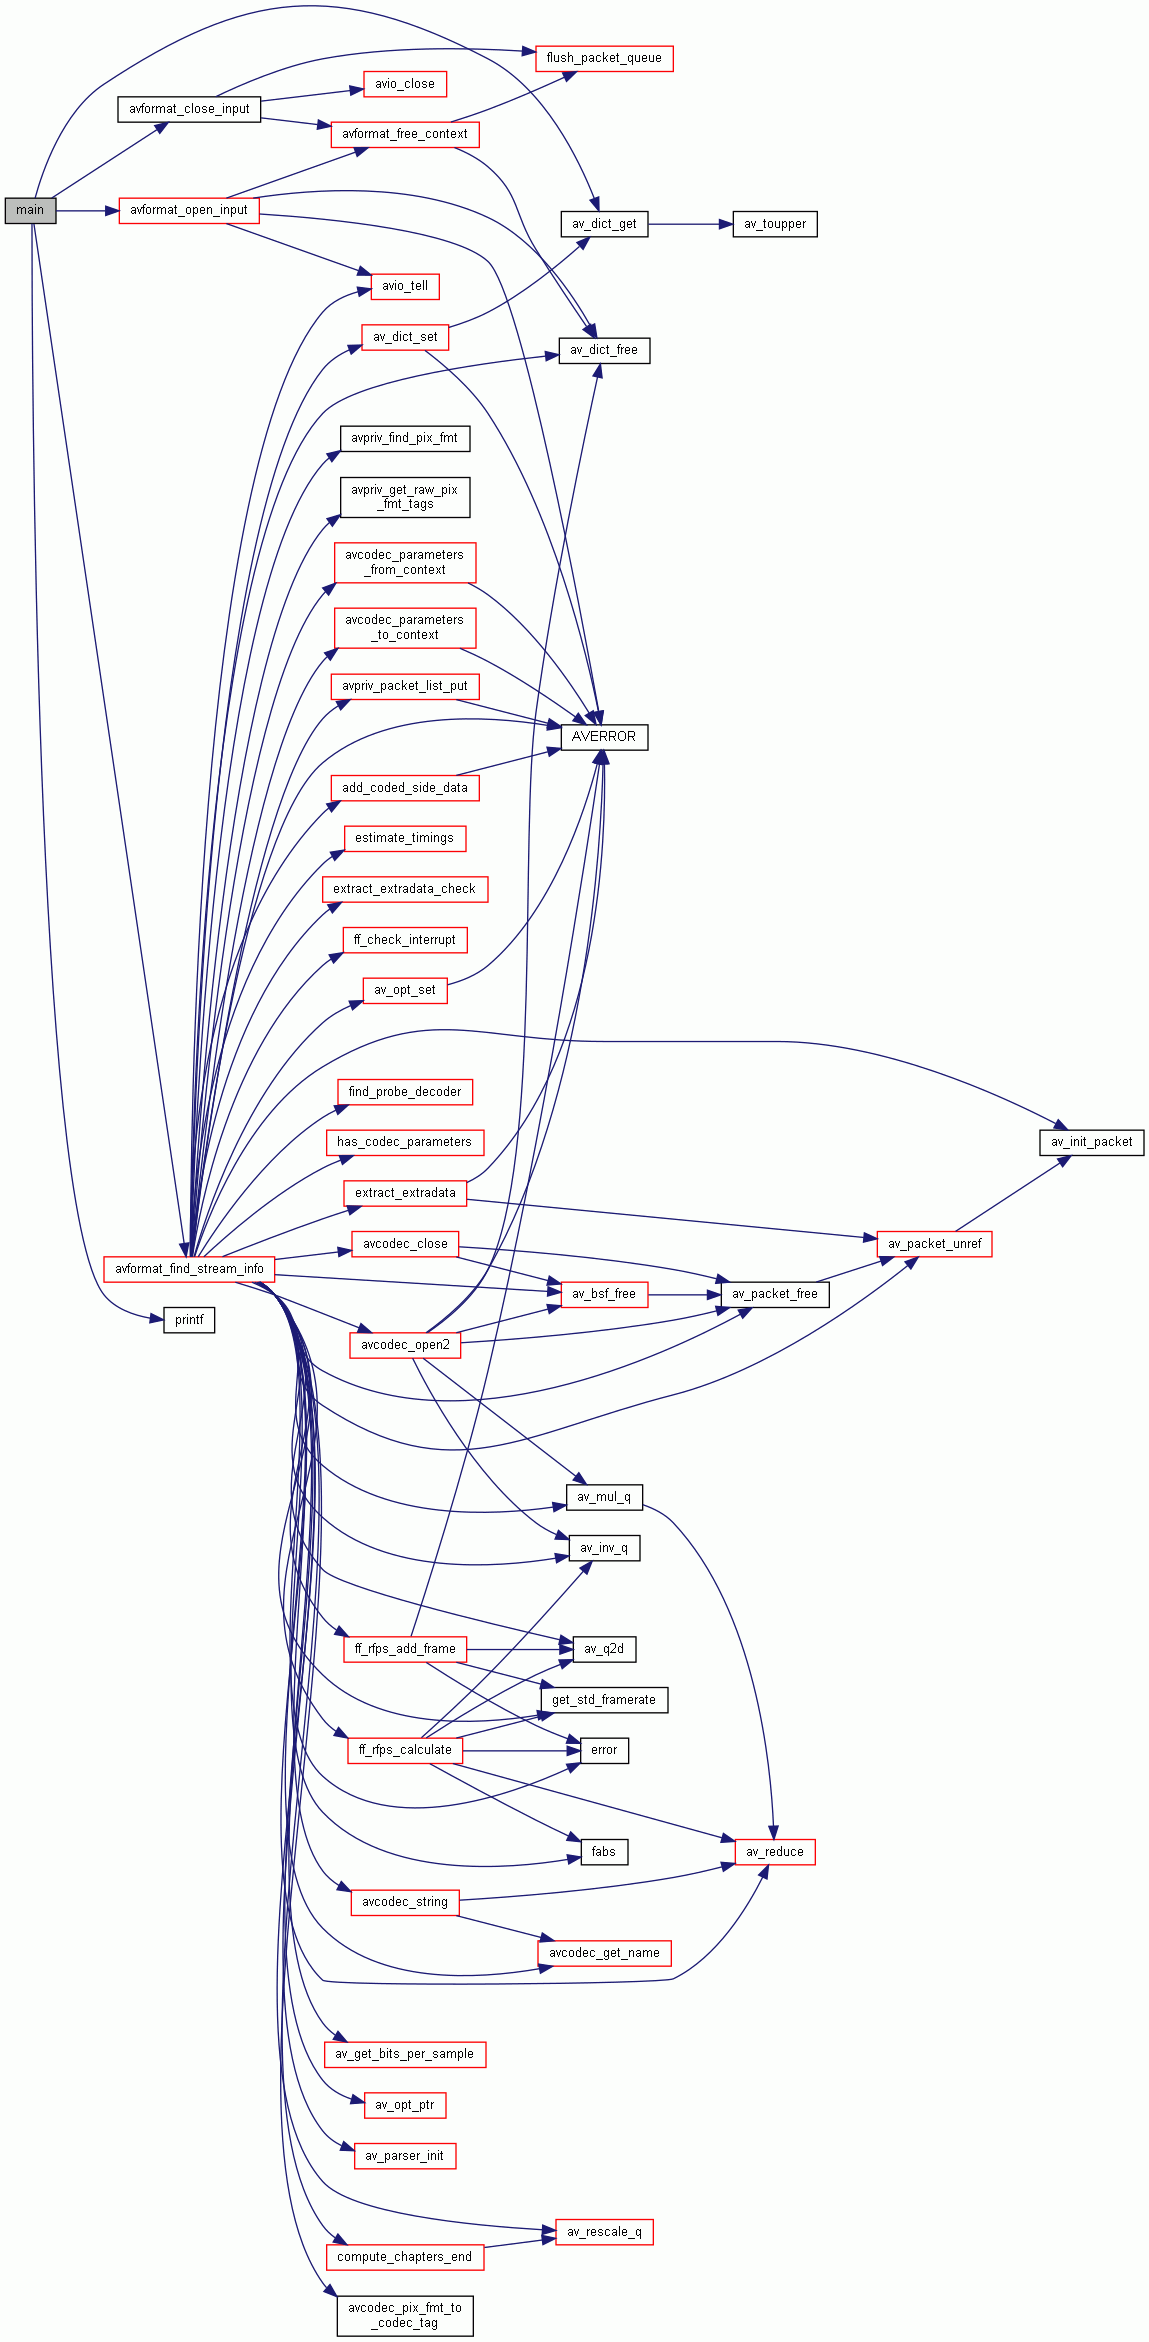 flush_packet_queue
avio_close
avformat_close_input
avformat_free_context
main
avformat_open_input
av_dict_get
av_toupper
avio_tell
av_dict_set
av_dict_free
avpriv_find_pix_fmt
avpriv_get_raw_pix
_fmt_tags
avcodec_parameters
_from_context
avcodec_parameters
_to_context
avpriv_packet_list_put
AVERROR
add_coded_side_data
estimate_timings
extract_extradata_check
ff_check_interrupt
av_opt_set
find_probe_decoder
has_codec_parameters
av_init_packet
extract_extradata
avcodec_close
av_packet_unref
avformat_find_stream_info
av_bsf_free
av_packet_free
printf
avcodec_open2
av_mul_q
av_inv_q
ff_rfps_add_frame
av_q2d
get_std_framerate
ff_rfps_calculate
error
fabs
av_reduce
avcodec_string
avcodec_get_name
av_get_bits_per_sample
av_opt_ptr
av_parser_init
av_rescale_q
compute_chapters_end
avcodec_pix_fmt_to
_codec_tag